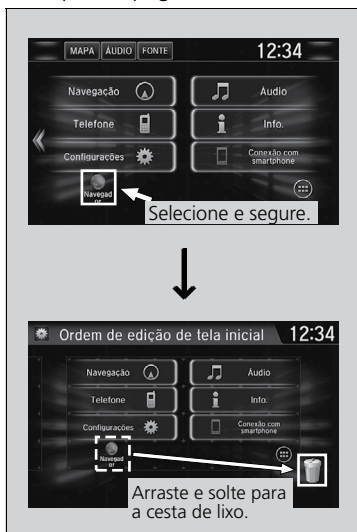 MAPA ÁUDIO FONTE 12:34
Navegação Áudio
Telefone Info.
Configurações Conexão com
smartphone
Navegad
or
Selecione e segure.
Ordem de edição de tela inicial 12:34
Navegação Áudio
Telefone Info.
Configurações Conexão com
smartphone
Navegad
or
Arraste e solte para
a cesta de lixo.